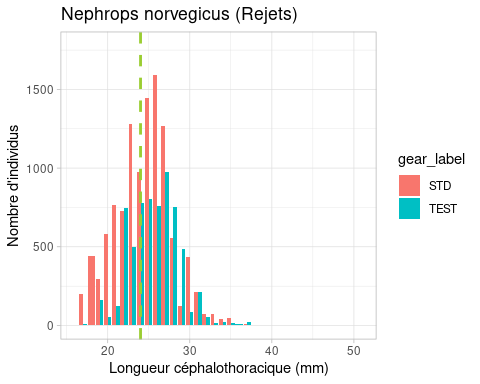 Nephrops norvegicus (Rejets)
Nombre d'individus
1500
1000
500
0
20
30
40
50
Longueur céphalothoracique (mm)
gear_label
STD
TEST